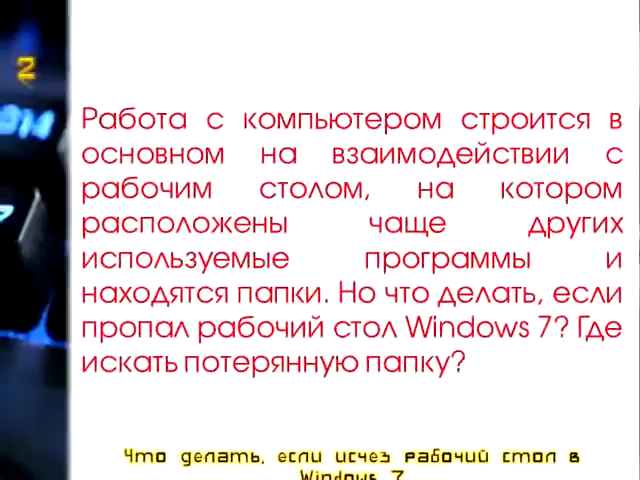 2
014
Работа с компьютером строится в
основном на взаимодействии с
рабочим столом, на котором
расположены чаще других
используемые программы и
находятся папки. Но что делать, если
пропал рабочий стол Windows 7? Где
искать потерянную папку?
Что делать, если исчез рабочий стол в
Windows 7